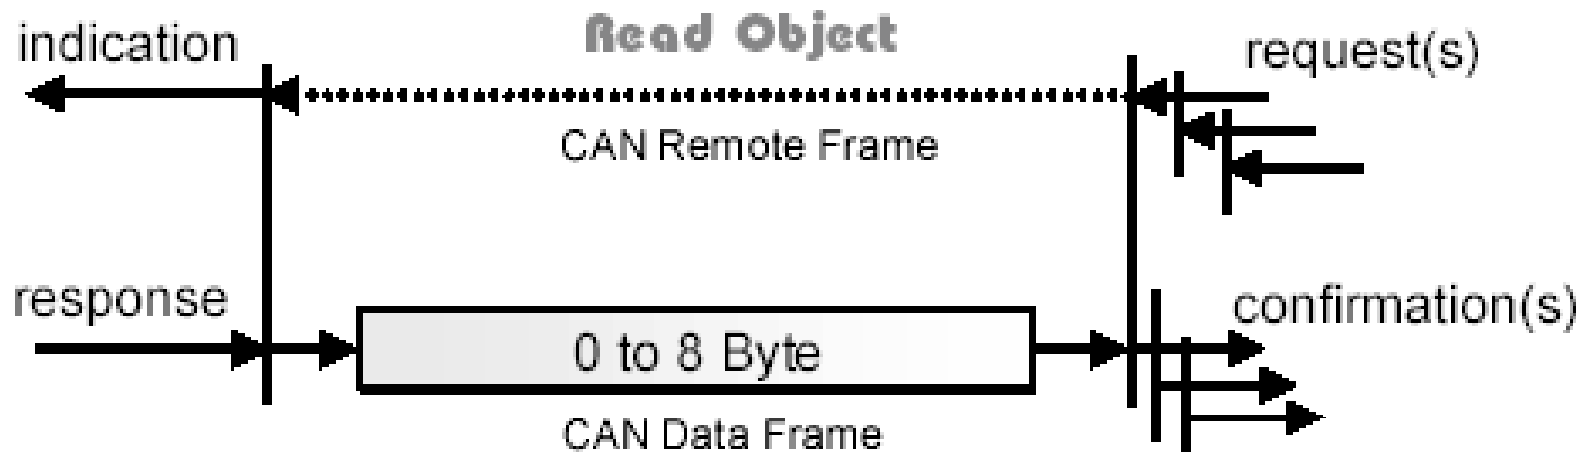 Read Object
indication
request(s)
CAN Remote Frame
response
confirmation(s)
0 to 8 Byte
CAN Data Frame